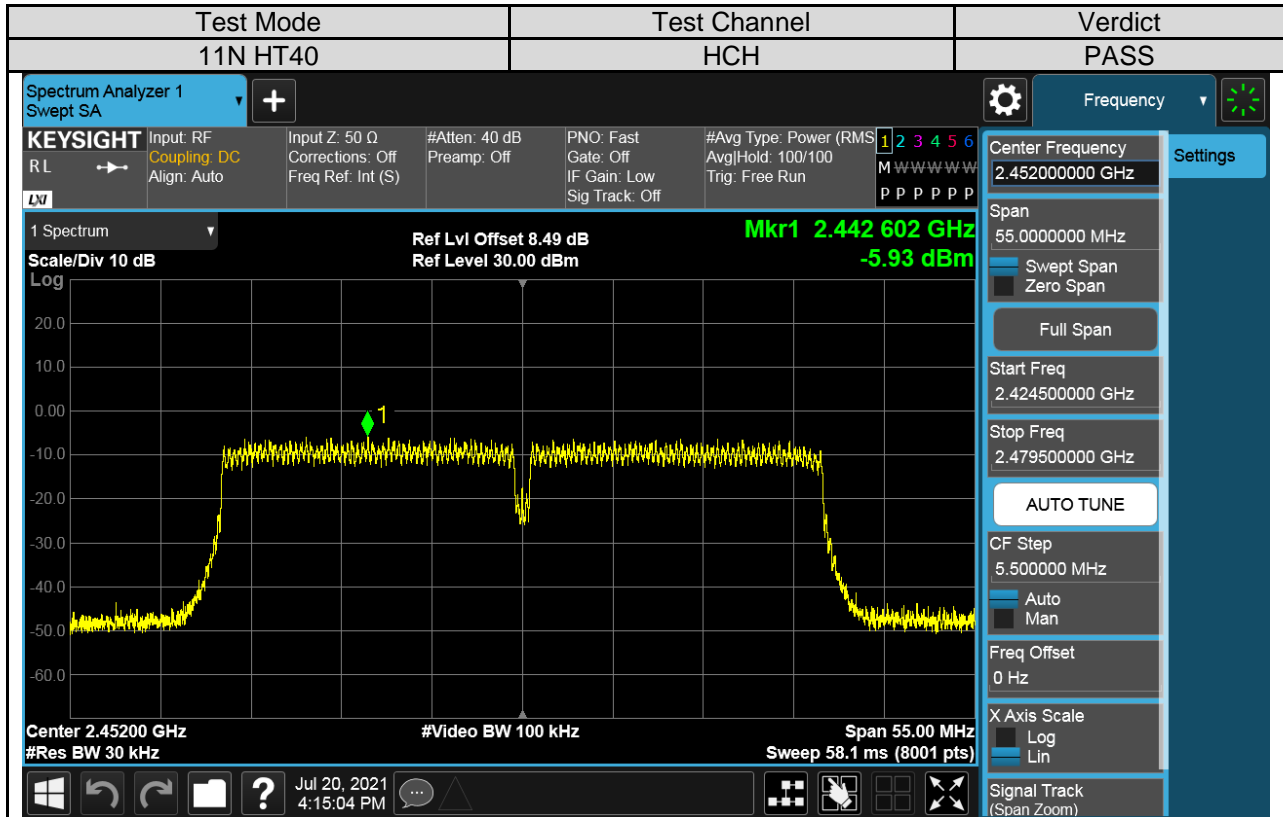 Test Mode Test Channel Verdict
11N HT40 HCH PASS
Spectrum Analyzer 1
Swept SA
+
Frequency
KEYSIGHT
RL
LXI
Input: RF
Coupling: DC
Align: Auto
Input Z: 50 Ω
Corrections: Off
Freq Ref: Int (S)
#Atten: 40 dB
Preamp: Off
PNO: Fast
Gate: Off
IF Gain: Low
Sig Track: Off
#Avg Type: Power (RMS
Avg|Hold: 100/100
Trig: Free Run
1 2 3 4 5 6
M W W W W W
P P P P P P
1 Spectrum
Scale/Div 10 dB
Ref Lvl Offset 8.49 dB
Ref Level 30.00 dBm
Mkr1 2.442 602 GHz
-5.93 dBm
Log
20.0
10.0
0.00
-10.0
-20.0
-30.0
-40.0
-50.0
-60.0
1
Center 2.45200 GHz
#Res BW 30 kHz
#Video BW 100 kHz
Span 55.00 MHz
Sweep 58.1 ms (8001 pts)
Center Frequency
2.452000000 GHz
Span
55.0000000 MHz
Swept Span
Zero Span
Full Span
Start Freq
2.424500000 GHz
Stop Freq
2.479500000 GHz
AUTO TUNE
CF Step
5.500000 MHz
Auto
Man
Freq Offset
0 Hz
X Axis Scale
Log
Lin
Signal Track
(Span Zoom)
Settings
?
Jul 20, 2021
4:15:04 PM